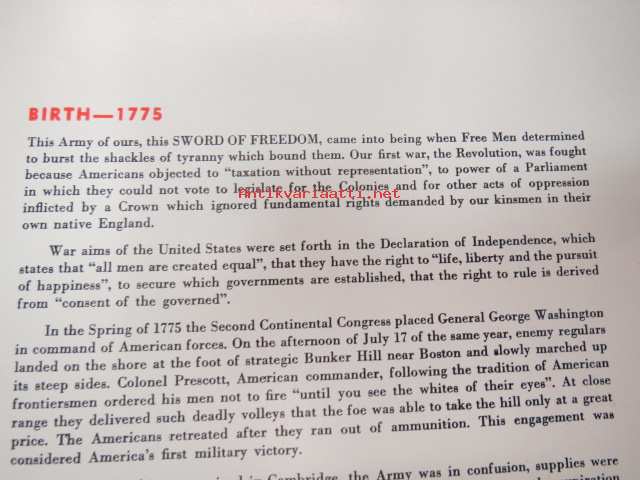 BIRTH—1775
This Army of ours, this SWORD OF FREEDOM, came into being when Free Men determined
to burst the shackles of tyranny which bound them. Our first war, the Revolution, was fought
because Americans objected to “taxation without representation”, to power of a Parliament
in which they could not vote to legislate for the Colonies and for other acts of oppression
antikvariaatti.net
inflicted by a Crown which ignored fundamental rights demanded by our kinsmen in their
own native England.
War aims of the United States were set forth in the Declaration of Independence, which
states that “all men are created equal”, that they have the right to “life, liberty and the pursuit
of happiness”, to secure which governments are established, that the right to rule is derived
from “consent of the governed”.
In the Spring of 1775 the Second Continental Congress placed General George Washington
in command of American forces. On the afternoon of July 17 of the same year, enemy regulars
landed on the shore at the foot of strategic Bunker Hill near Boston and slowly marched up
its steep sides. Colonel Prescott, American commander, following the tradition of American
frontiersmen ordered his men not to fire “until you see the whites of their eyes”. At close
range they delivered such deadly volleys that the foe was able to take the hill only at a great
price. The Americans retreated after they ran out of ammunition. This engagement was
considered America's first military victory.
in Cambridge, the Army was in confusion, supplies were